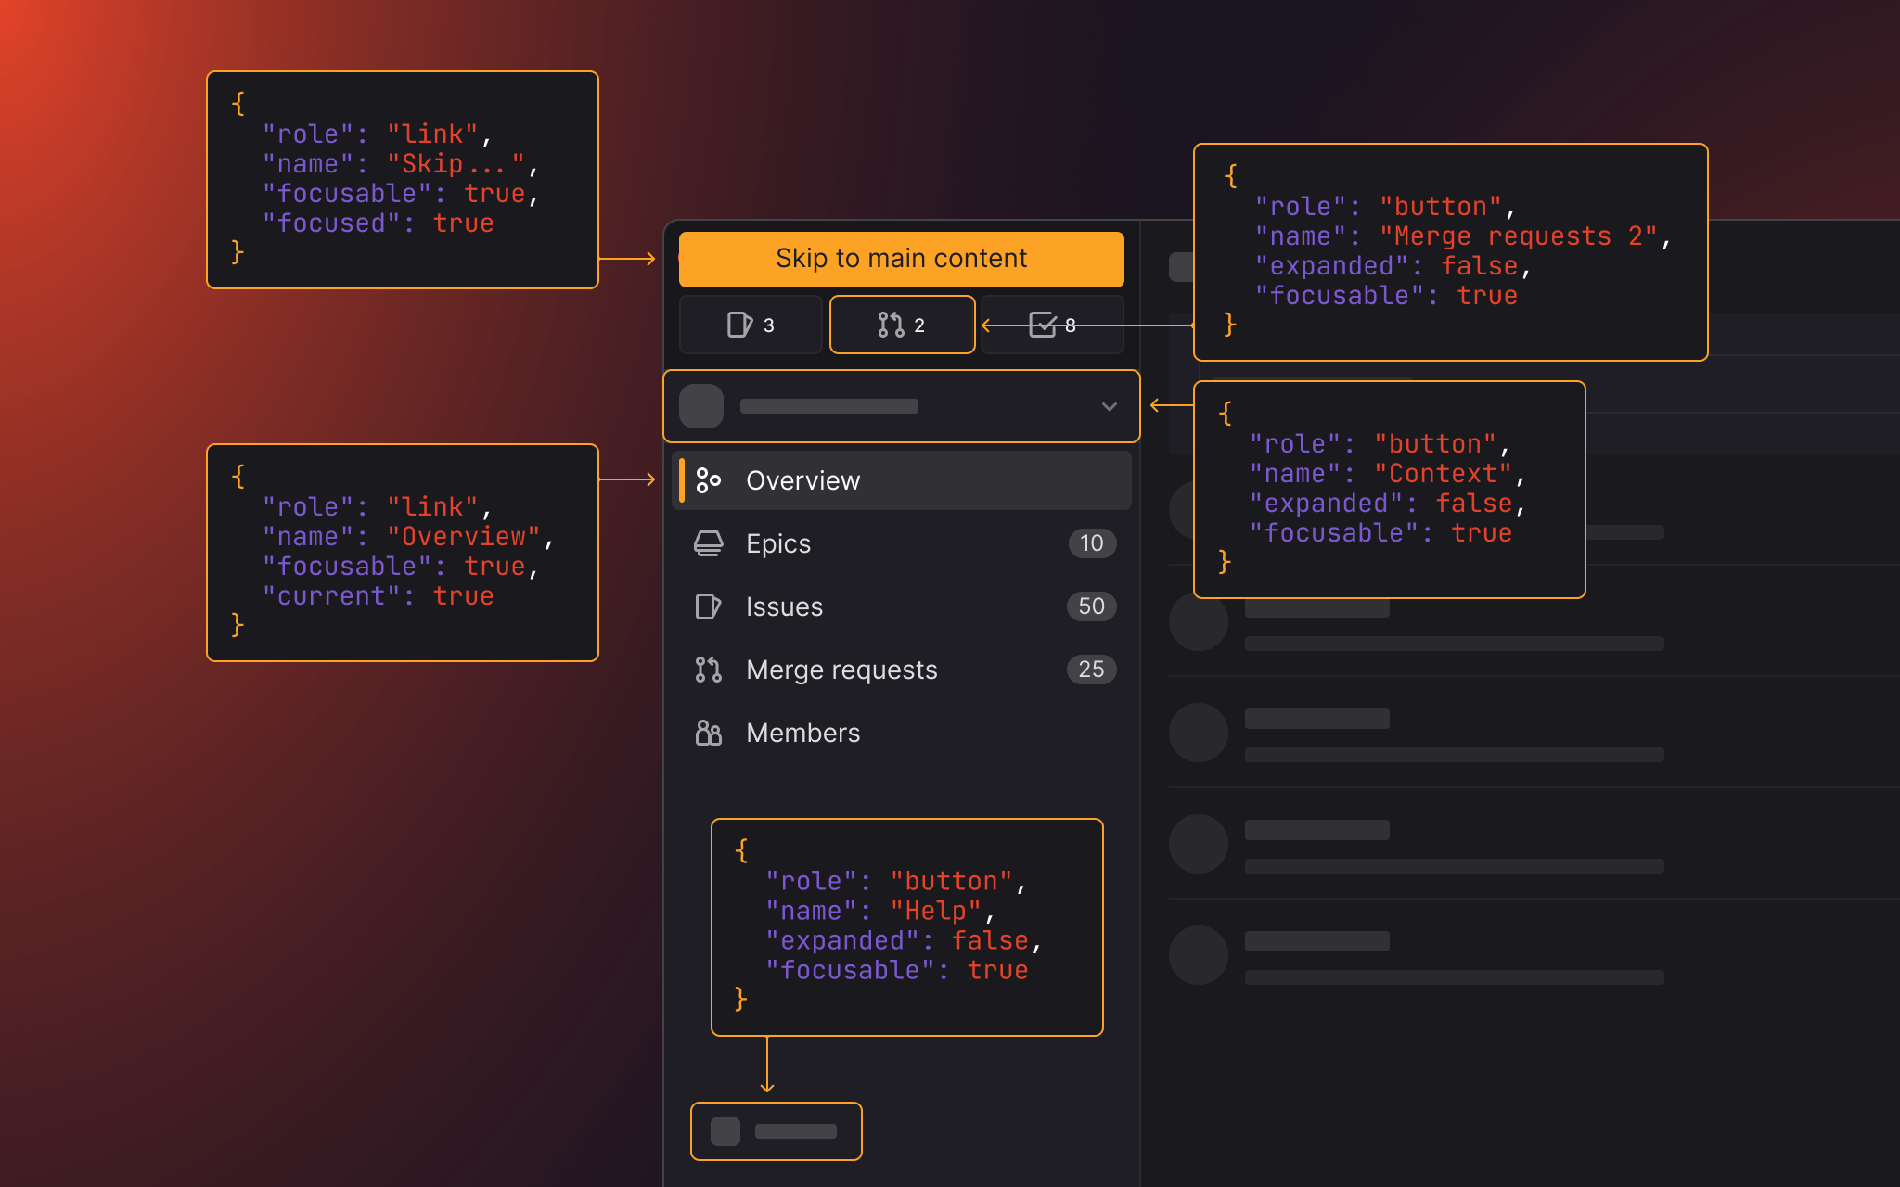 {
"role": "link",
"name": "Skip...",
"focusable": true,
"focused": true
}
{
"role": "button",
"name": "Merge requests 2",
"expanded": false,
"focusable": true
}
Skip to main content
3
2
8
{
"role": "button",
"name": "Context",
"expanded": false,
"focusable": true
}
{
"role": "link",
"name": "Overview",
"focusable": true,
"current": true
}
Overview
Epics 10
Issues 50
Merge requests 25
Members
{
"role": "button",
"name": "Help",
"expanded": false,
"focusable": true
}